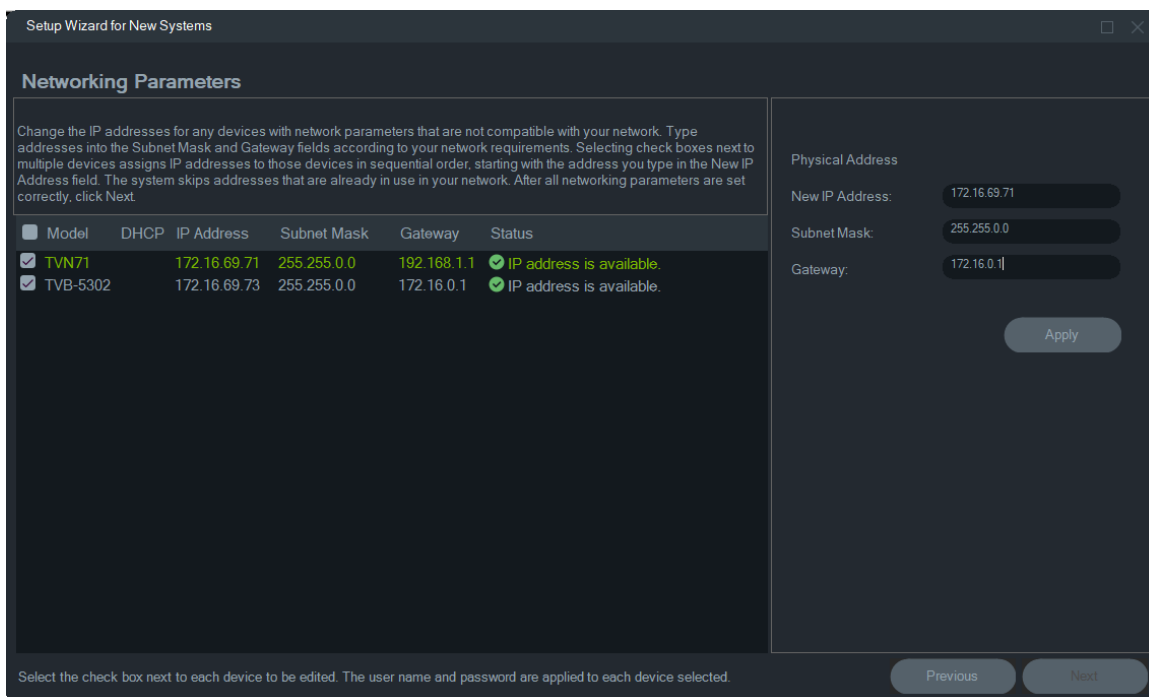 Setup Wizard for New Systems
Networking Parameters
Change the IP addresses for any devices with network parameters that are not compatible with your network. Type
addresses into the Subnet Mask and Gateway fields according to your network requirements. Selecting check boxes next to
multiple devices assigns IP addresses to those devices in sequential order, starting with the address you type in the New IP
Address field. The system skips addresses that are already in use in your network. After all networking parameters are set
correctly, click Next.
Model DHCP IP Address Subnet Mask Gateway Status
TVN71 172.16.69.71 255.255.0.0 192.168.1.1 IP address is available.
TVB-5302 172.16.69.73 255.255.0.0 172.16.0.1 IP address is available.
Physical Address
New IP Address: 172.16.69.71
Subnet Mask: 255.255.0.0
Gateway: 172.16.0.1
Apply
Select the check box next to each device to be edited. The user name and password are applied to each device selected.
Previous Next